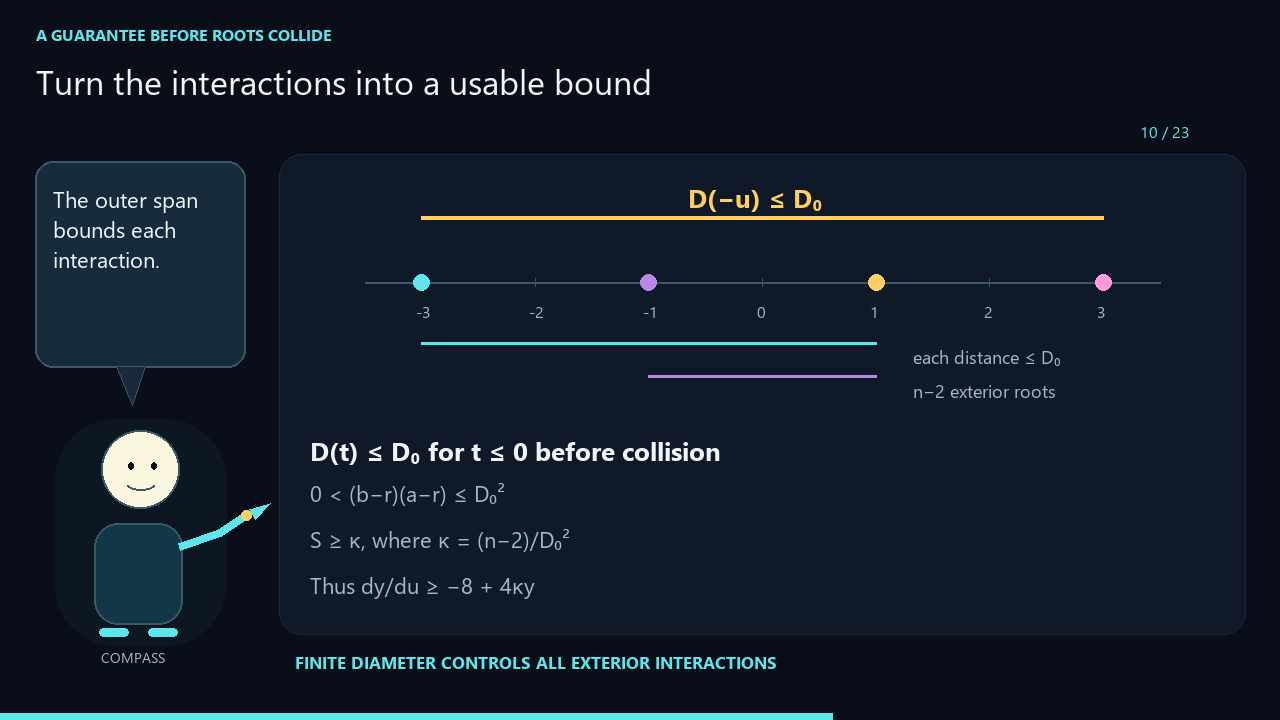 A GUARANTEE BEFORE ROOTS COLLIDE
Turn the interactions into a usable bound
10 / 23
The outer span
bounds each
interaction.
D(−u) ≤ D₀
-3 -2 -1 0 1 2 3
each distance ≤ D₀
n−2 exterior roots
D(t) ≤ D₀ for t ≤ 0 before collision
0 < (b−r)(a−r) ≤ D₀²
S ≥ κ, where κ = (n−2)/D₀²
Thus dy/du ≥ −8 + 4κy
COMPASS
FINITE DIAMETER CONTROLS ALL EXTERIOR INTERACTIONS